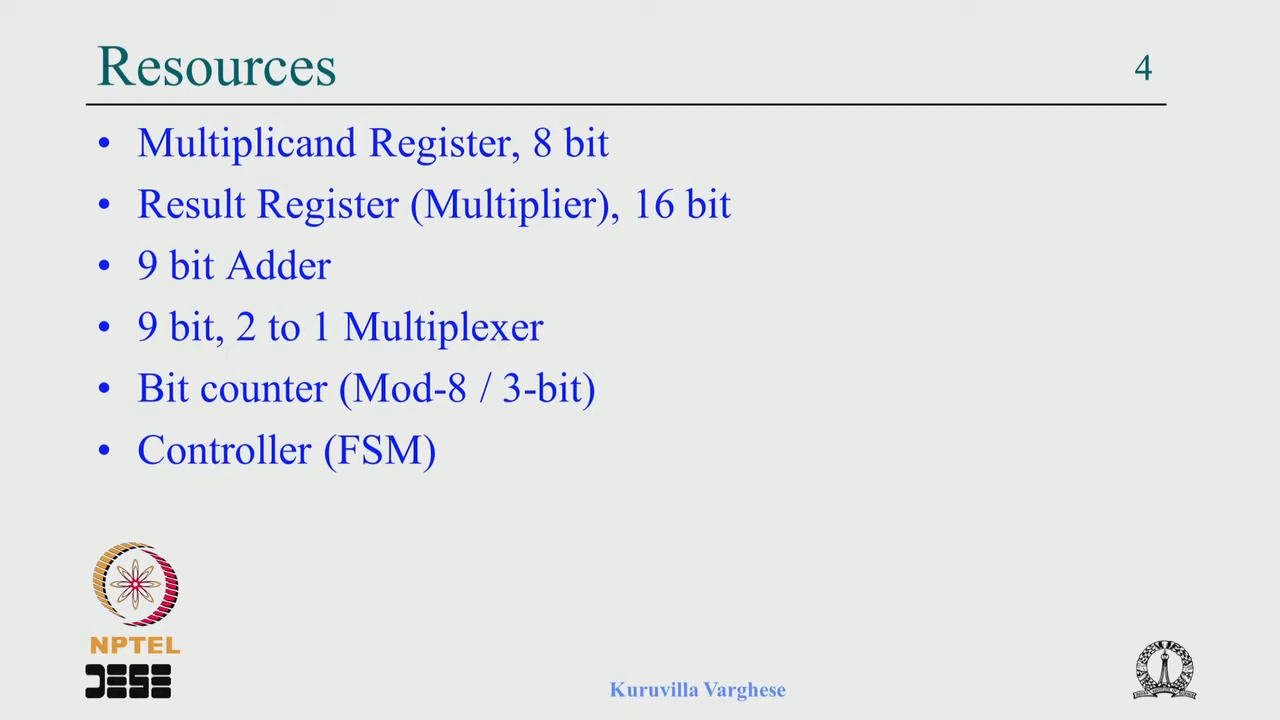 Resources
4
• Multiplicand Register, 8 bit
• Result Register (Multiplier), 16 bit
• 9 bit Adder
• 9 bit, 2 to 1 Multiplexer
• Bit counter (Mod-8 / 3-bit)
• Controller (FSM)
NPTEL
DESE
Kuruvilla Varghese